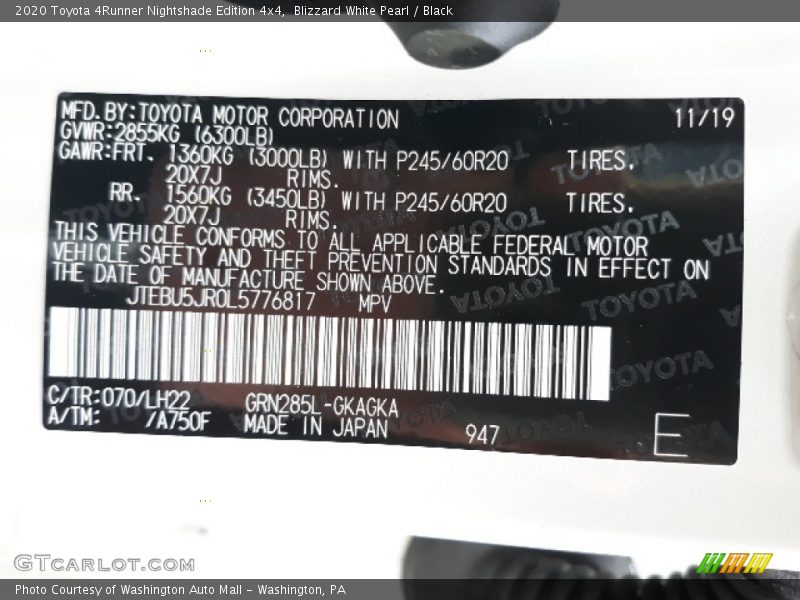 2020 Toyota 4Runner Nightshade Edition 4x4,  Blizzard White Pearl / Black
MFD.BY:TOYOTA MOTOR CORPORATION 11/19
GVWR:2855KG (6300LB)
GAWR:FRT. 1360KG (3000LB) WITH P245/60R20 TIRES.
20X7J RIMS.
RR. 1560KG (3450LB) WITH P245/60R20 TIRES.
20X7J RIMS.
THIS VEHICLE CONFORMS TO ALL APPLICABLE FEDERAL MOTOR
VEHICLE SAFETY AND THEFT PREVENTION STANDARDS IN EFFECT ON
THE DATE OF MANUFACTURE SHOWN ABOVE.
JTEBU5JR0L5776817 MPV
C/TR:070/LH22 GRN285L-GKAGKA
A/TM: /A750F MADE IN JAPAN 947 E
GTcarlot.com
Photo Courtesy of Washington Auto Mall - Washington, PA